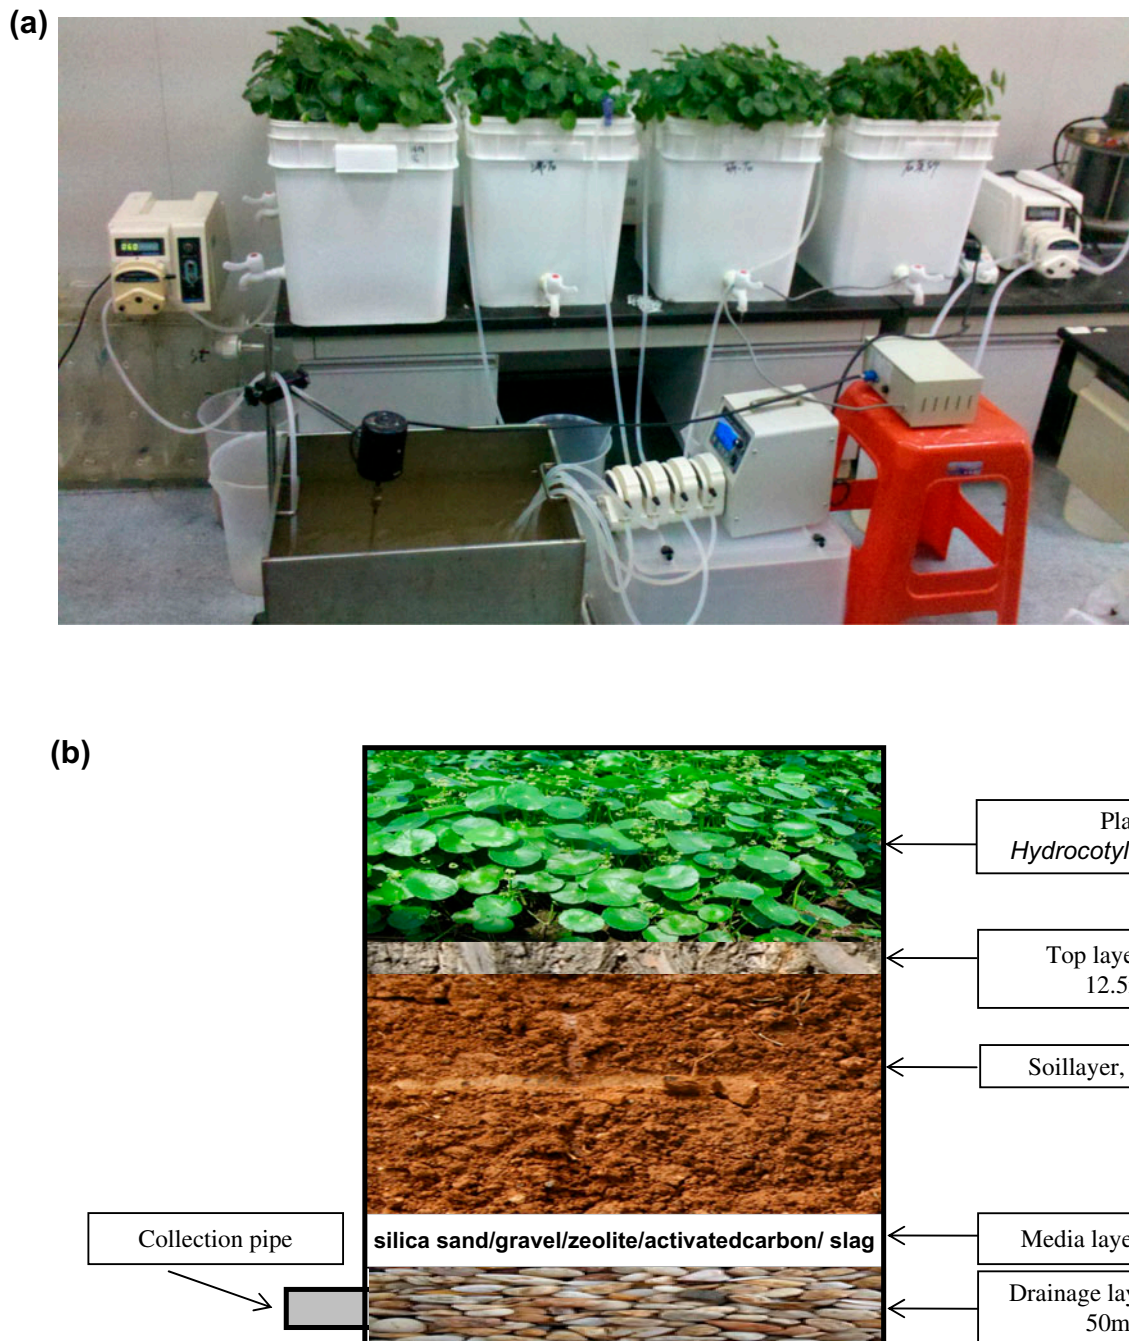 (a)
060
(b)
Pla
Hydrocotyl
Top laye
12.5
Soillayer,
Collection pipe
silica sand/gravel/zeolite/activatedcarbon/ slag
Media laye
Drainage lay
50m